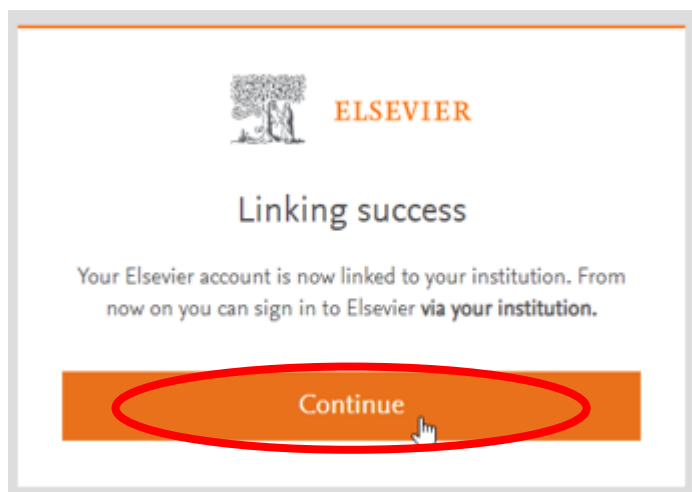 ELSEVIER
Linking success
Your Elsevier account is now linked to your institution. From
now on you can sign in to Elsevier via your institution.
Continue